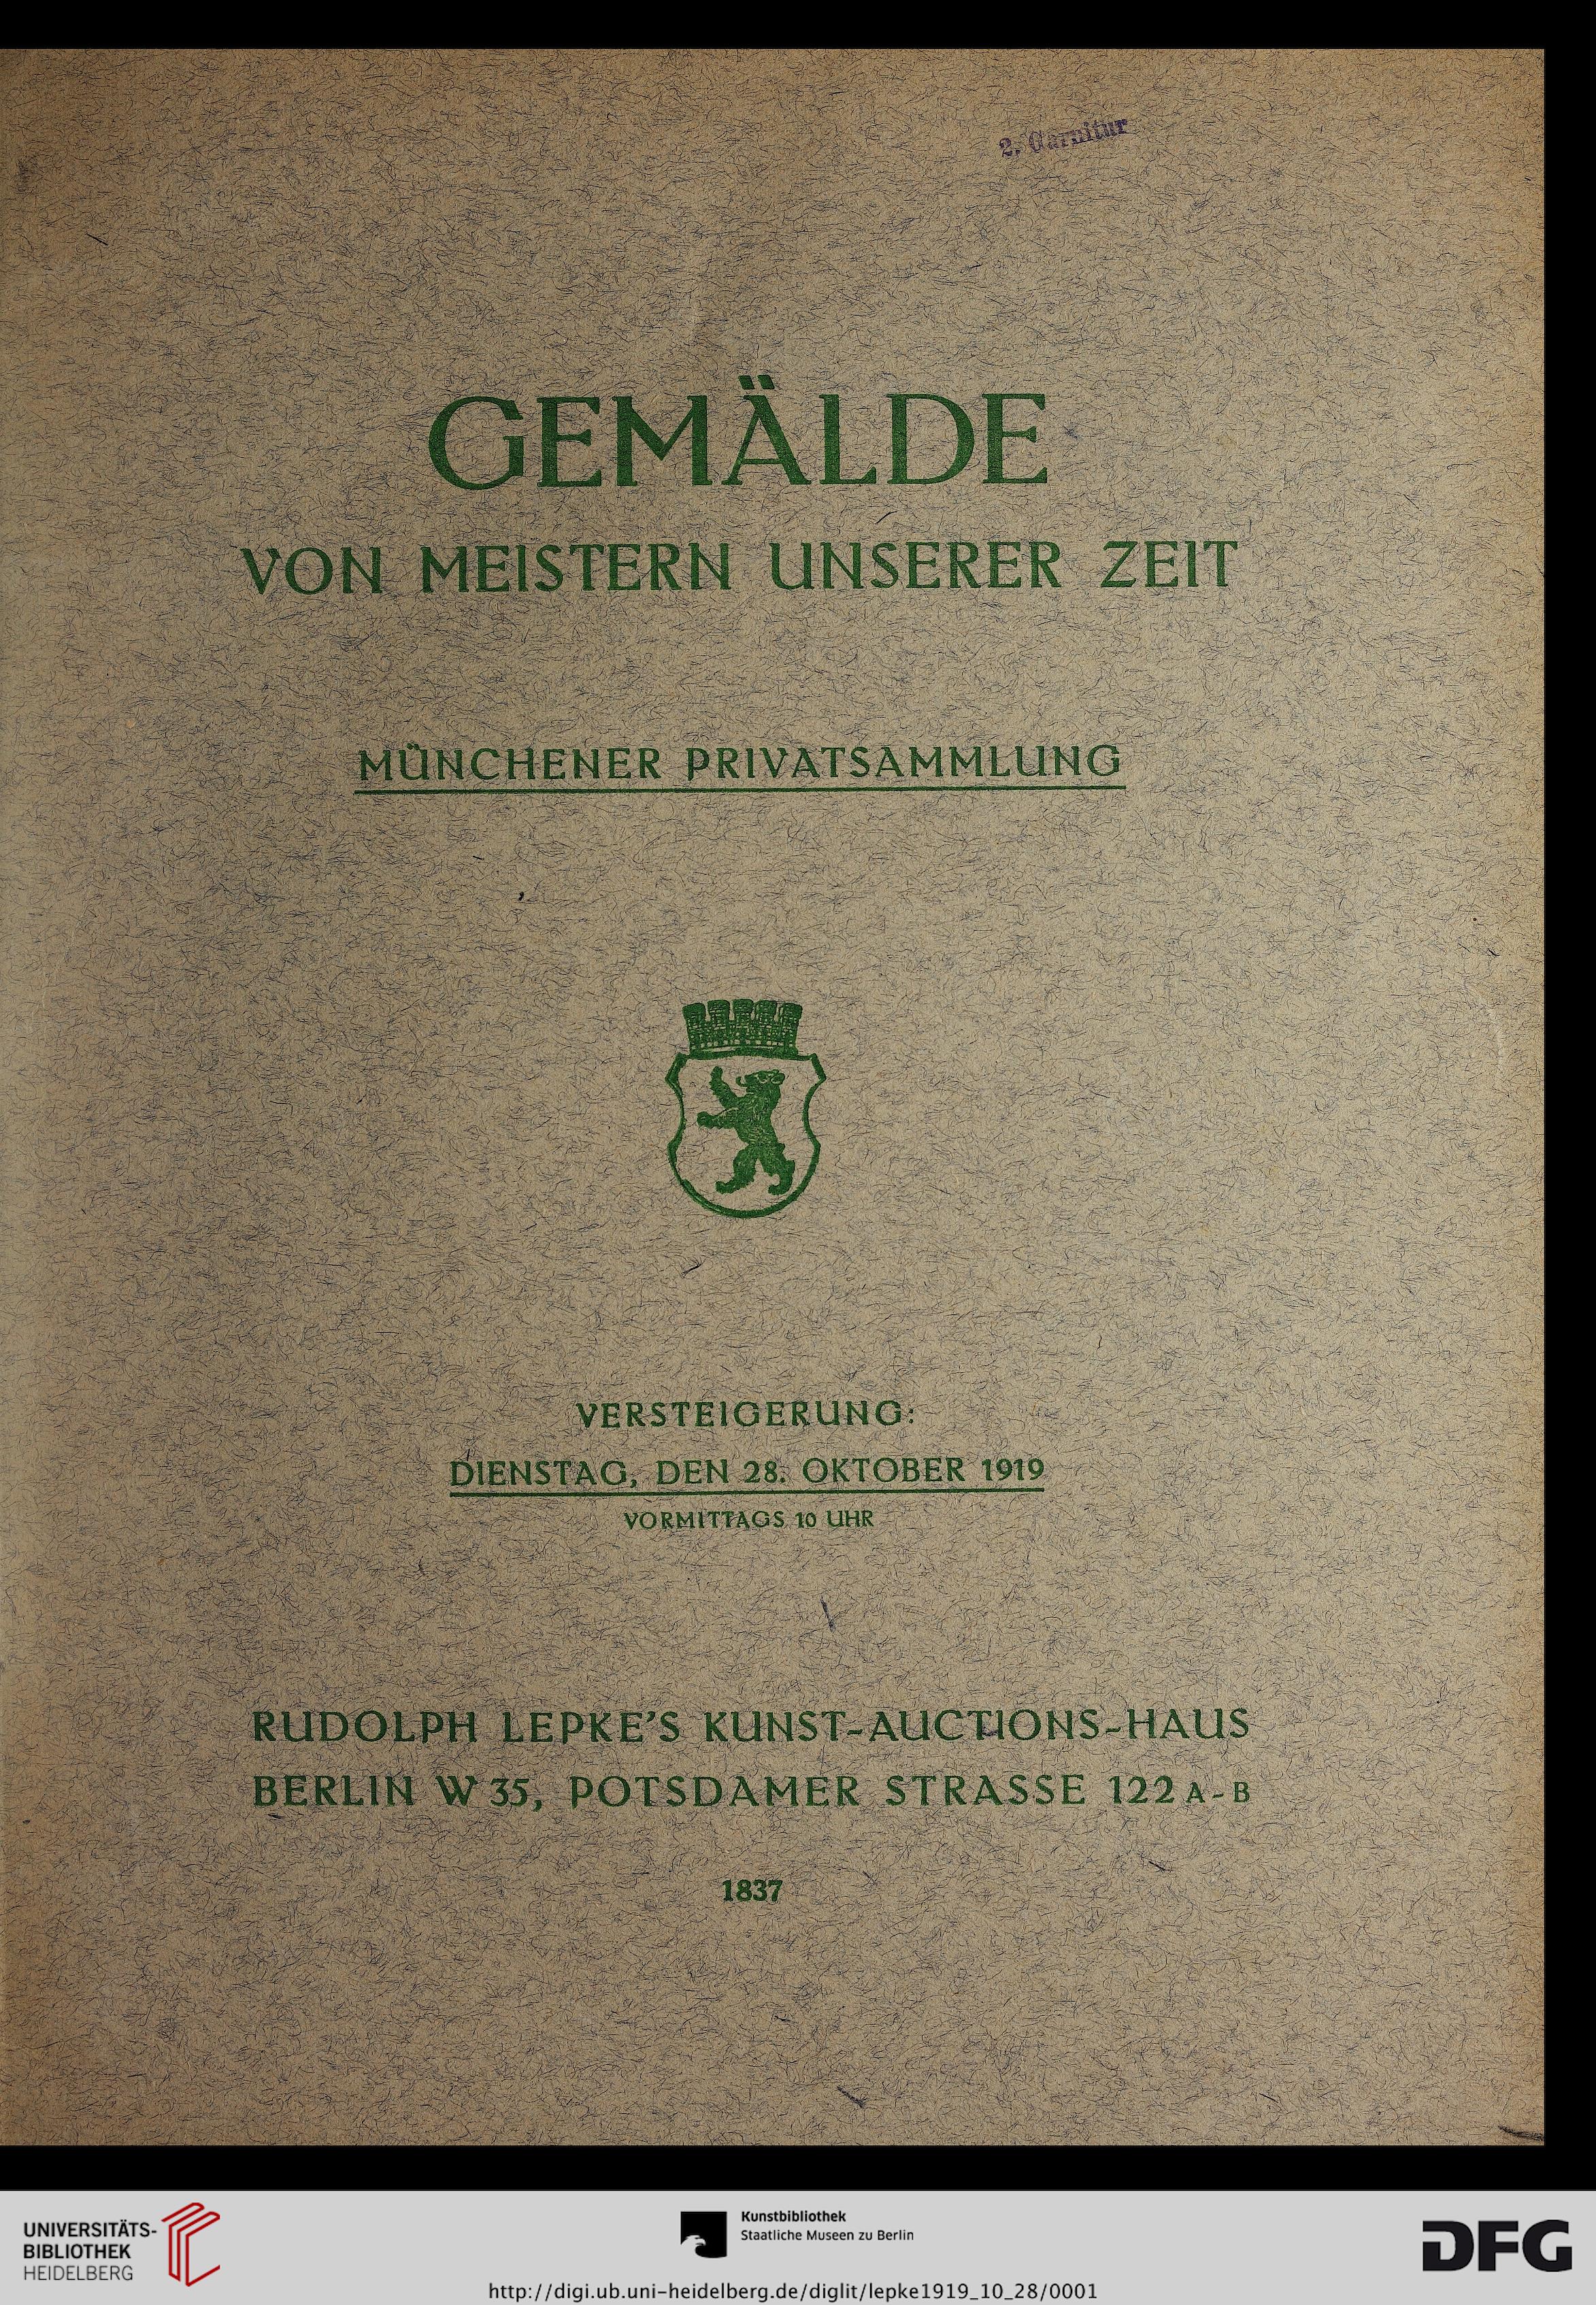 2. Garnitur
GEMÄLDE
VON MEISTERN UNSERER ZEIT
MÜNCHENER PRIVATSAMMLUNG
VERSTEIGERUNG:
DIENSTAG, DEN 28. OKTOBER 1919
VORMITTAGS 10 UHR
RUDOLPH LEPKE’S KUNST-AUCTIONS-HAUS
BERLIN W 35, POTSDAMER STRASSE 122 A-B
1837
UNIVERSITÄTS-
BIBLIOTHEK
HEIDELBERG
Kunstbibliothek
Staatliche Museen zu Berlin
http://digi.ub.uni-heidelberg.de/diglit/lepke1919_10_28/0001
DFG